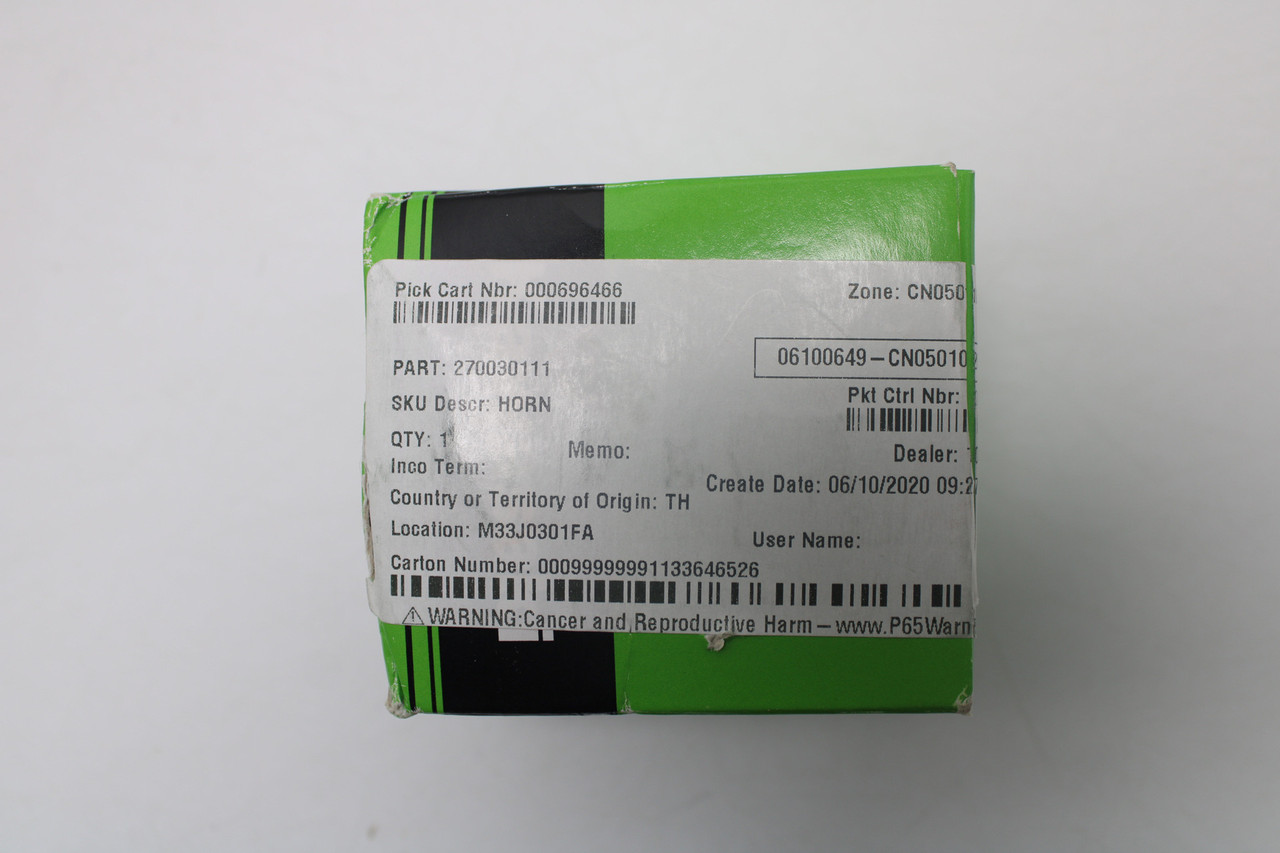 Pick Cart Nbr: 000696466
Zone: CN050
06100649-CN05010
PART: 270030111
Pkt Ctrl Nbr:
SKU Descr: HORN
QTY: 1
Memo:
Dealer:
Inco Term:
Create Date: 06/10/2020 09:2
Country or Territory of Origin: TH
Location: M33J0301FA
User Name:
Carton Number: 00099999991133646526
⚠ WARNING:Cancer and Reproductive Harm-www.P65Warn